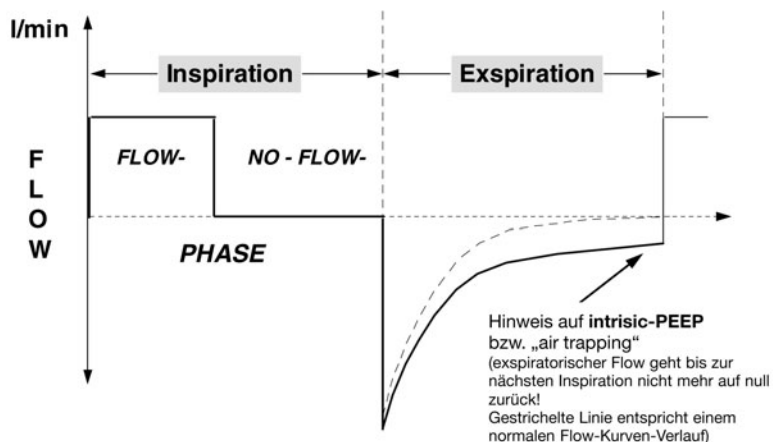 l/min
Inspiration
Exspiration
FLOW
FLOW-
NO - FLOW-
PHASE
Hinweis auf intrisic-PEEP
bzw. „air trapping“
(exspiratorischer Flow geht bis zur
nächsten Inspiration nicht mehr auf null
zurück!
Gestrichelte Linie entspricht einem
normalen Flow-Kurven-Verlauf)